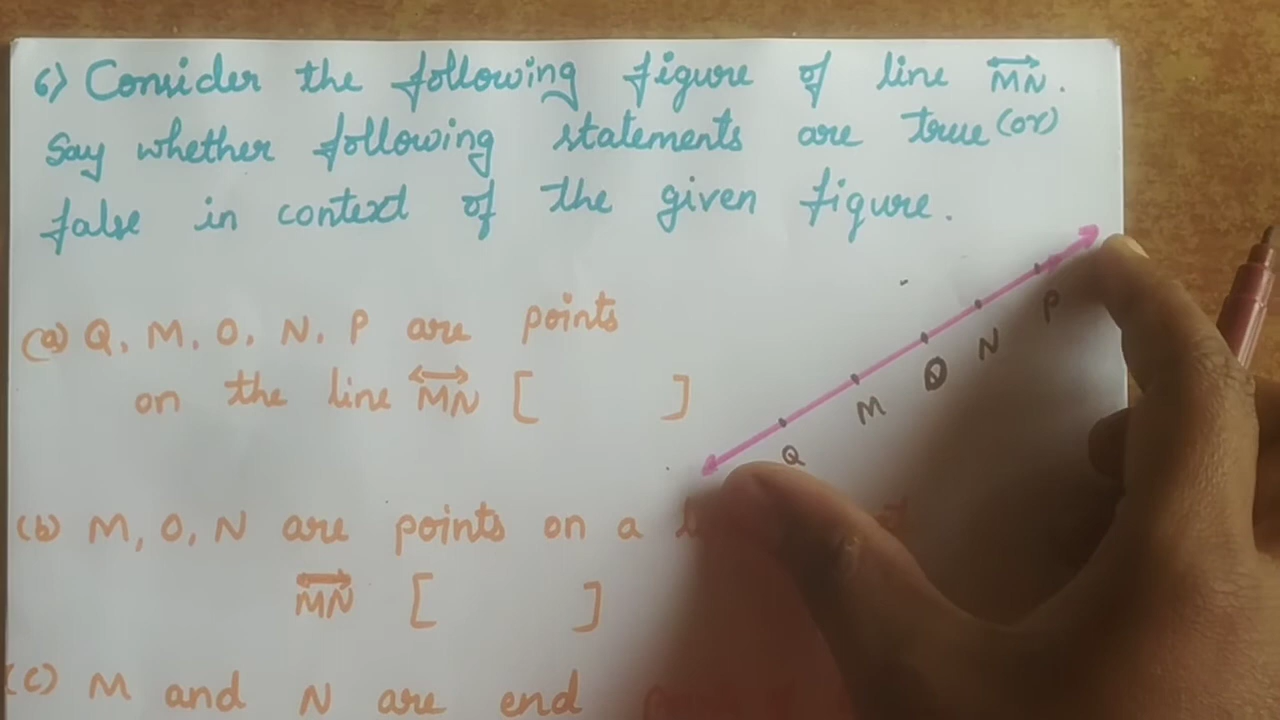 6) Consider the following figure of line MN.
Say whether following statements are true (or)
false in context of the given figure.
(a) Q, M, O, N, P are points
on the line MN [ ]
(b) M, O, N are points on a
MN [ ]
(c) M and N are end
P
N
O
M
Q